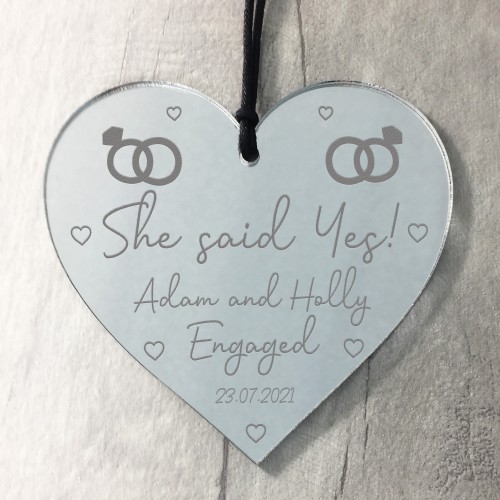 She said Yes!
Adam and Holly
Engaged
23.07.2021